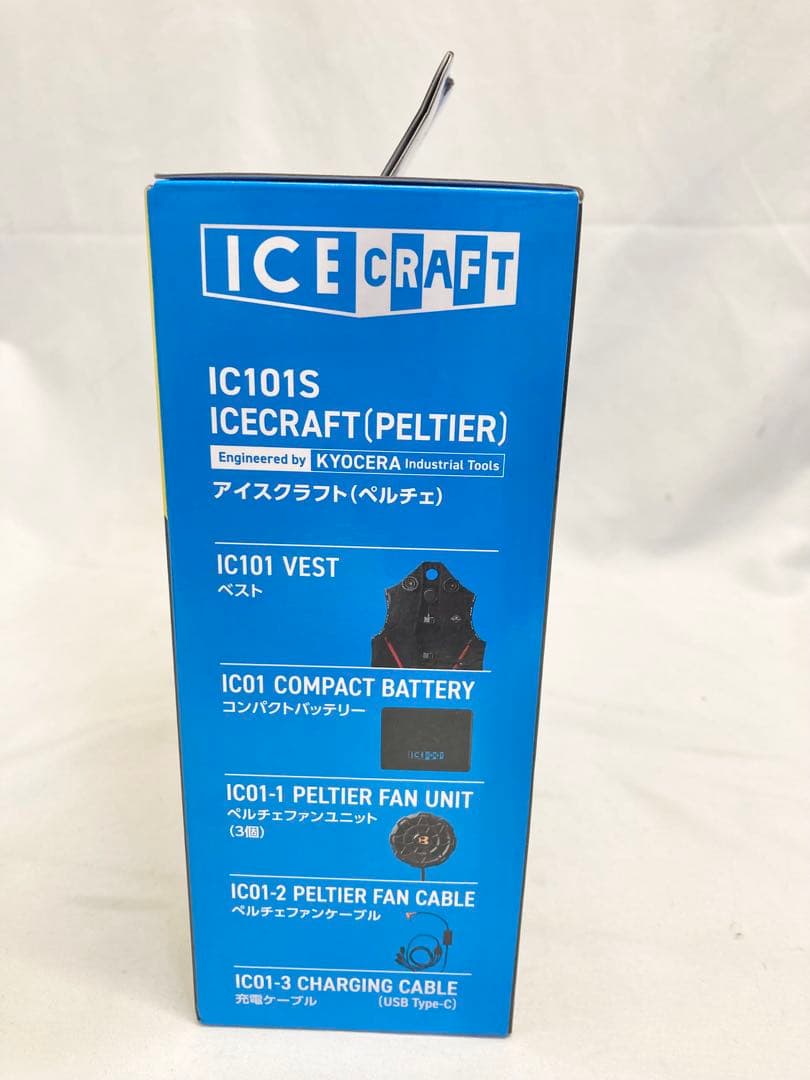 ICECRAFT
IC101S
ICECRAFT(PELTIER)
Engineered by KYOCERA Industrial Tools
アイスクラフト(ペルチェ)
IC101 VEST
ベスト
IC01 COMPACT BATTERY
コンパクトバッテリー
IC01-1 PELTIER FAN UNIT
ペルチェファンユニット
(3個)
B
IC01-2 PELTIER FAN CABLE
ペルチェファンケーブル
IC01-3 CHARGING CABLE
充電ケーブル (USB Type-C)